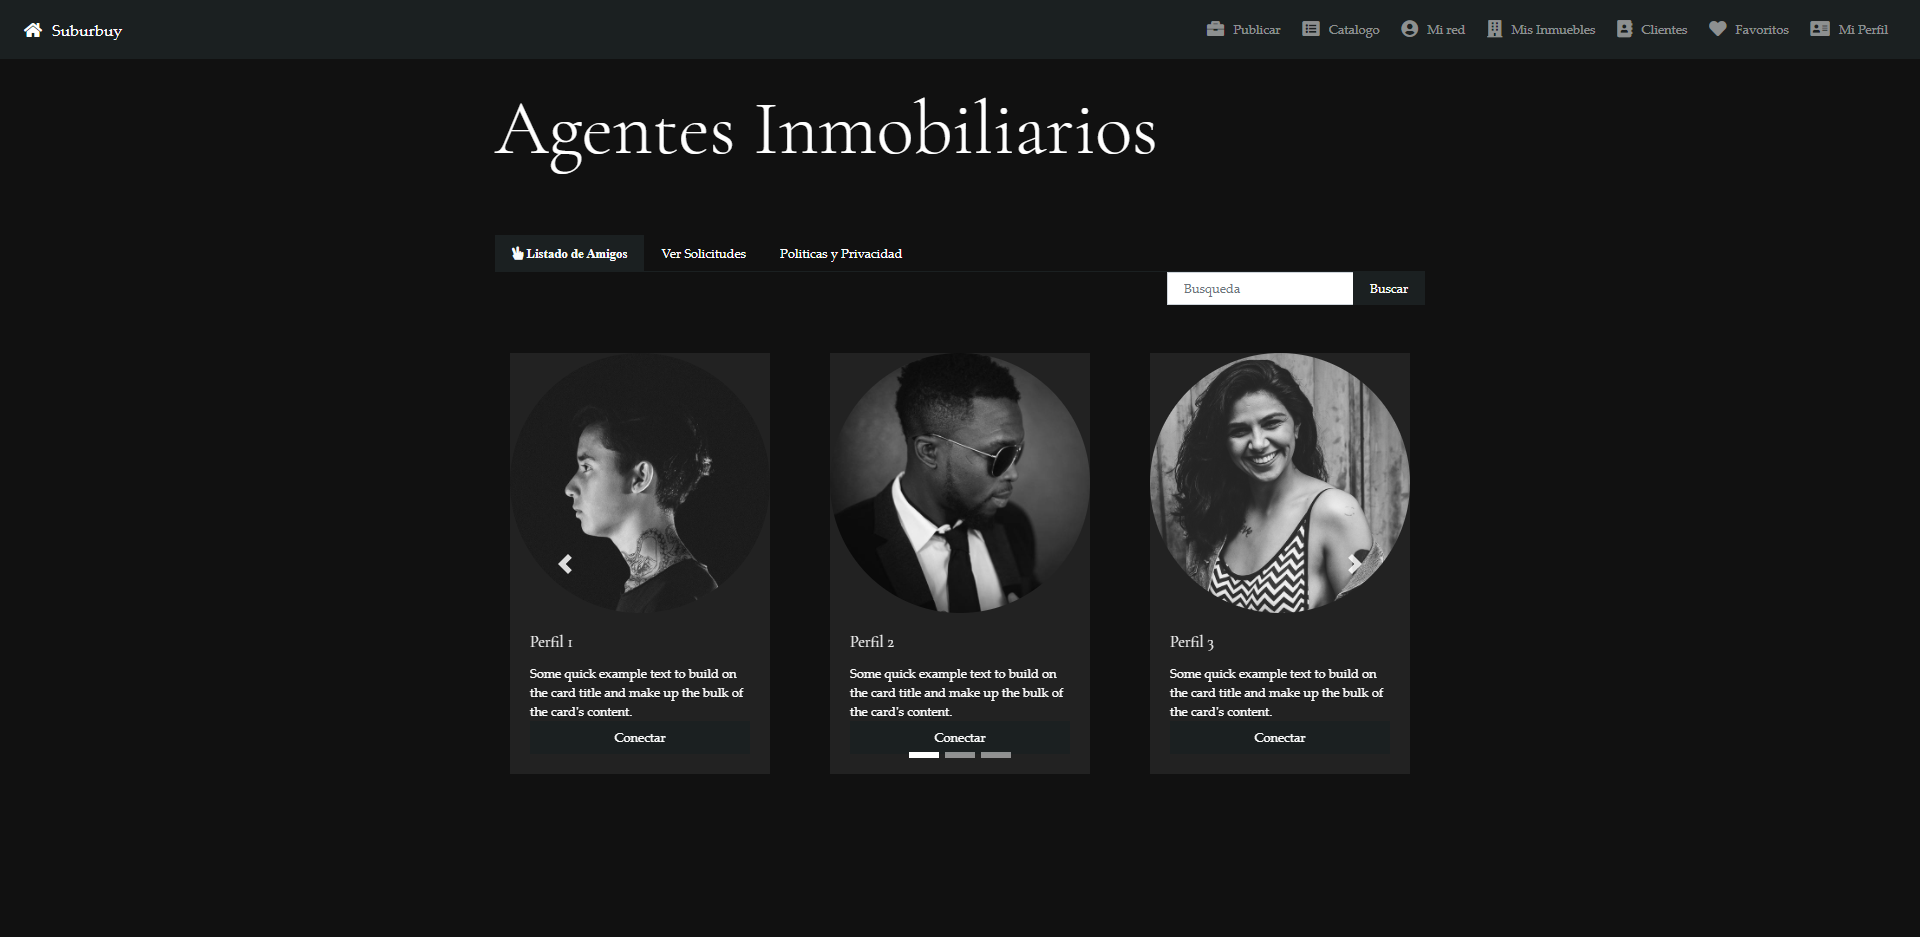 Suburbuy
Publicar
Catalogo
Mi red
Mis Inmuebles
Clientes
Favoritos
Mi Perfil
Agentes Inmobiliarios
Listado de Amigos
Ver Solicitudes
Politicas y Privacidad
Busqueda
Buscar
Perfil 1
Some quick example text to build on
the card title and make up the bulk of
the card's content.
Conectar
Perfil 2
Some quick example text to build on
the card title and make up the bulk of
the card's content.
Conectar
Perfil 3
Some quick example text to build on
the card title and make up the bulk of
the card's content.
Conectar